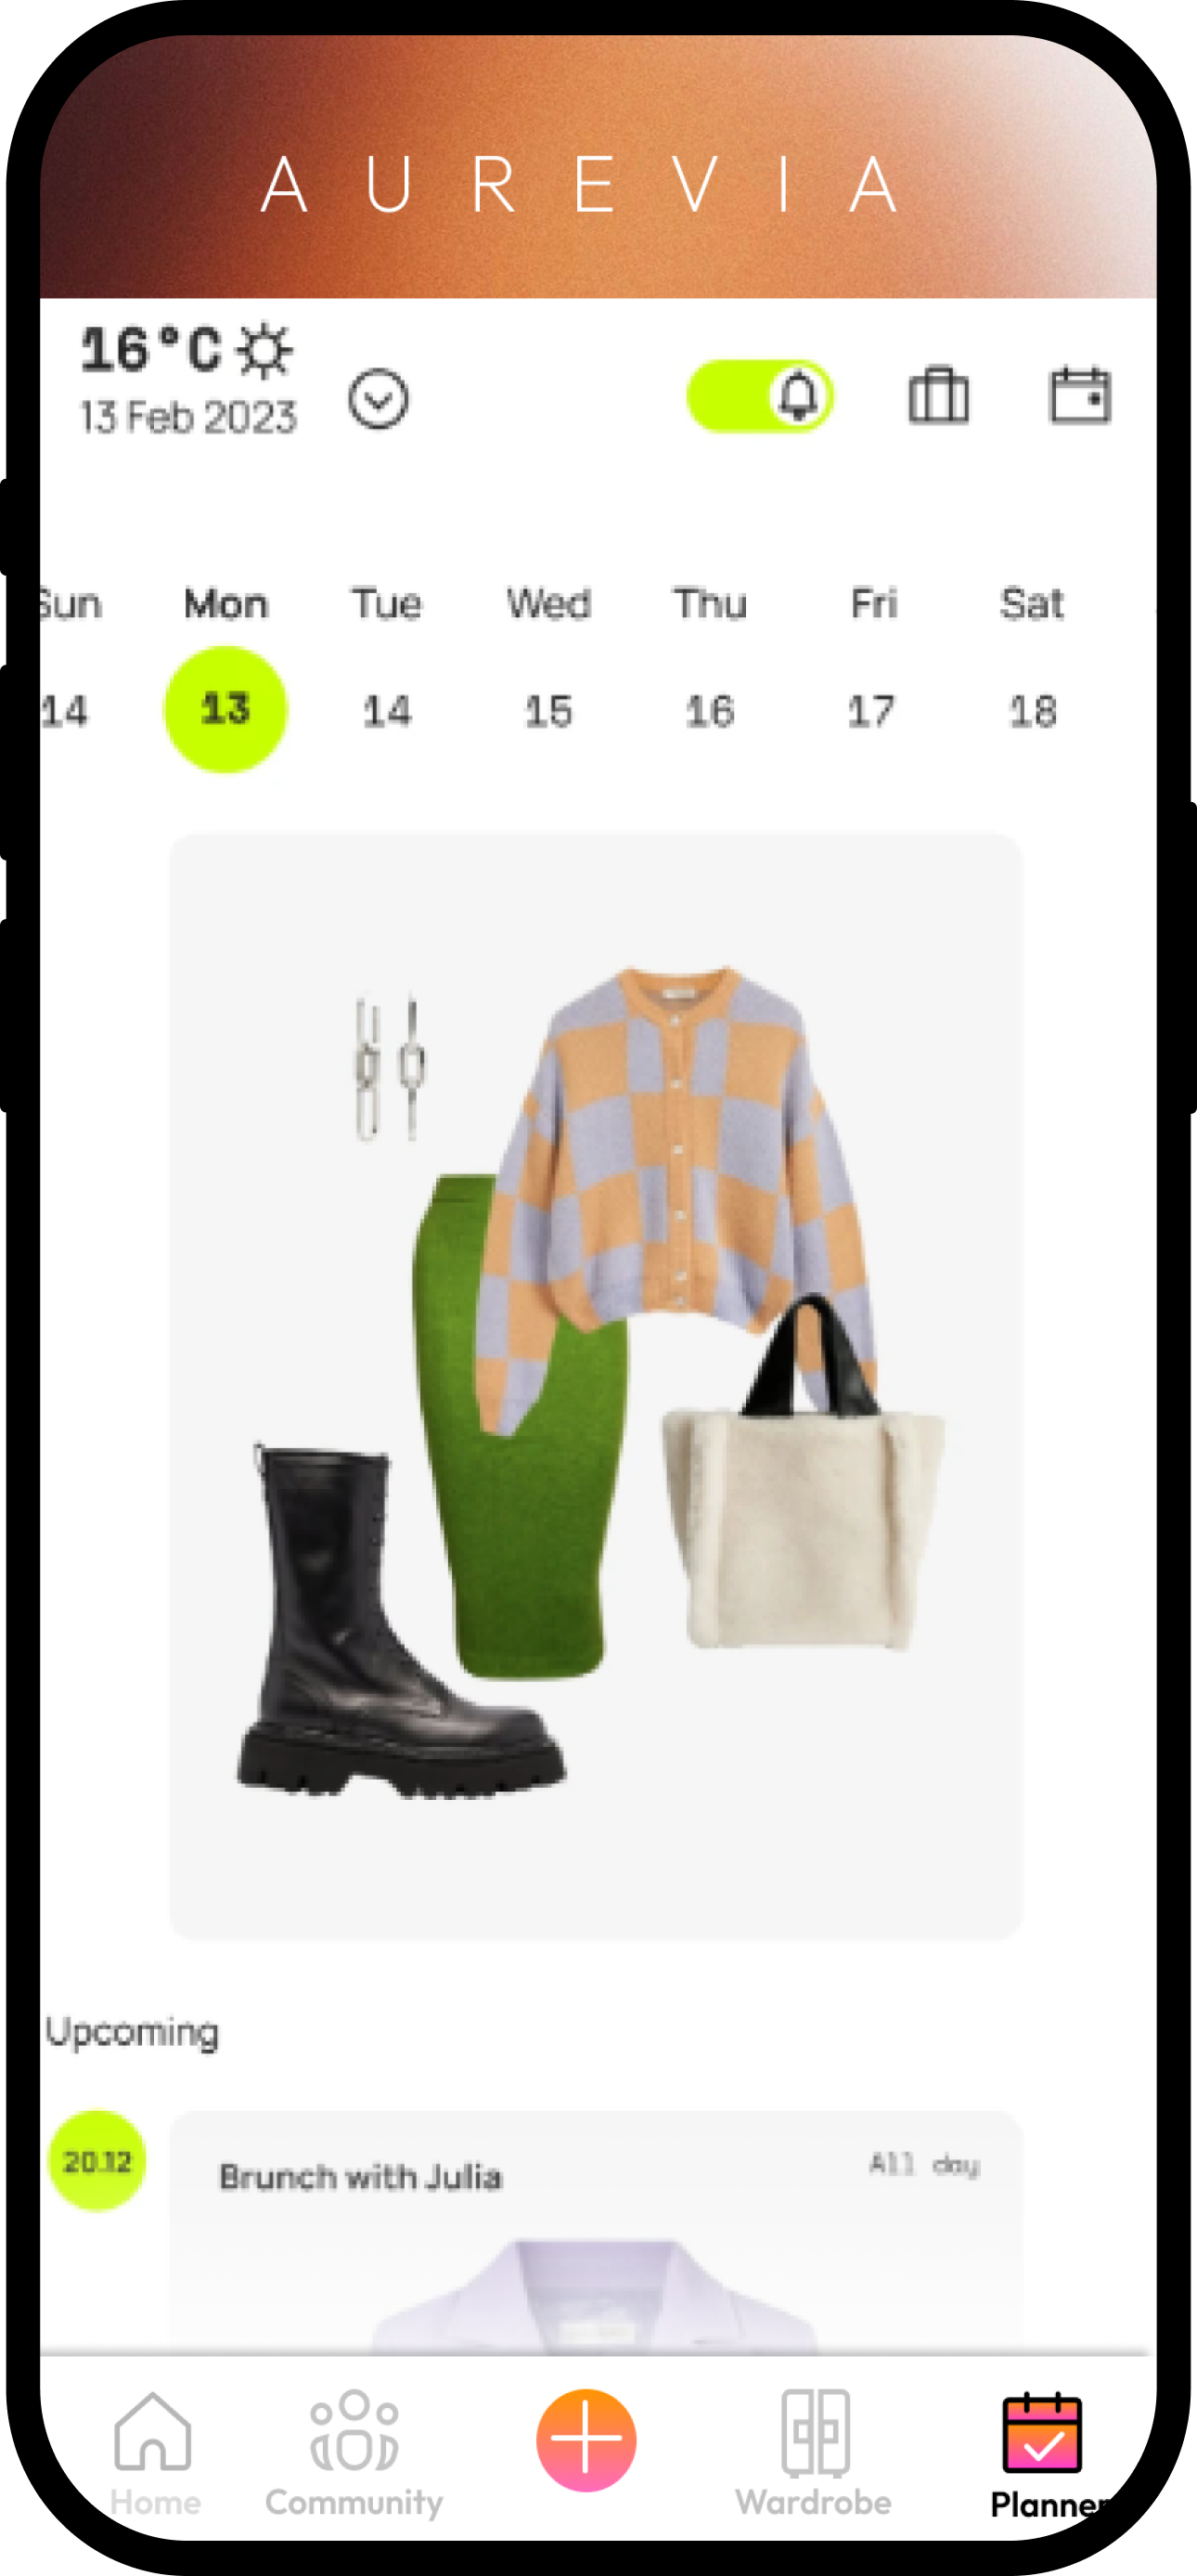 AUREVIA
16°C
13 Feb 2023
Sun Mon Tue Wed Thu Fri Sat
14 13 14 15 16 17 18
Upcoming
20.12
Brunch with Julia
All day
Home Community Wardrobe Planner